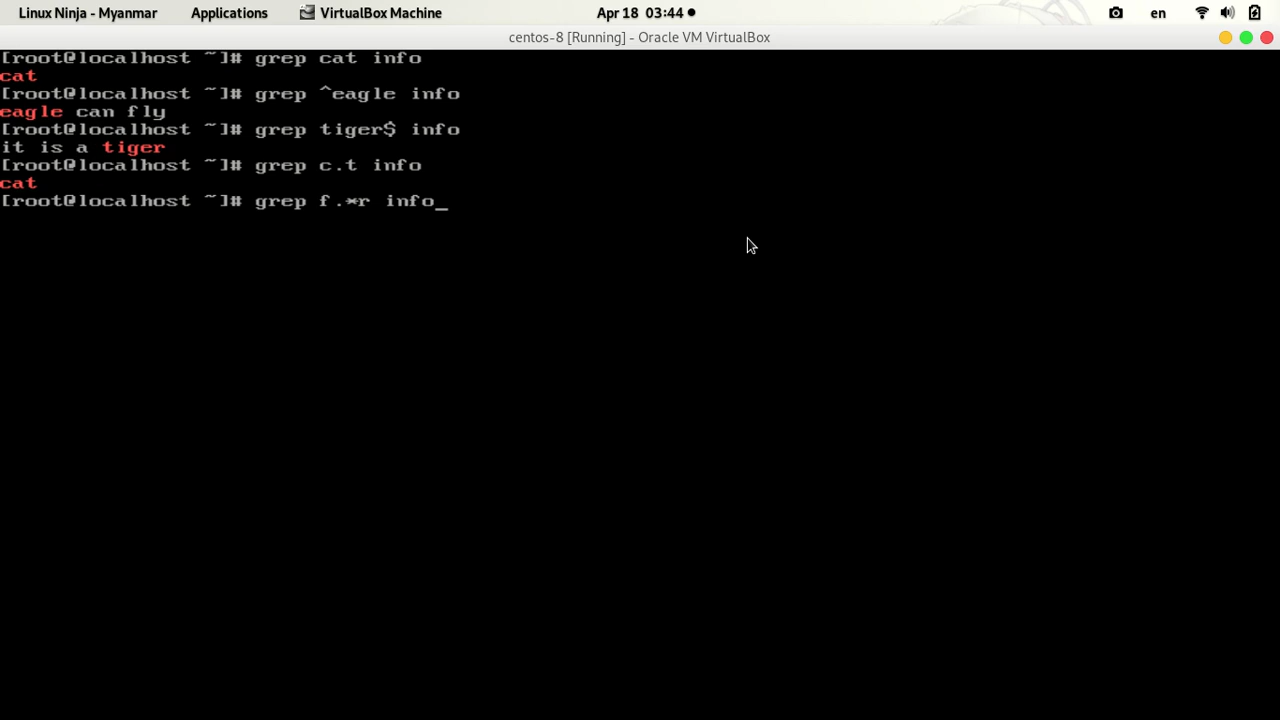 Linux Ninja - Myanmar Applications VirtualBox Machine Apr 18 03:44 en
centos-8 [Running] - Oracle VM VirtualBox
[root@localhost ~]# grep cat info
cat
[root@localhost ~]# grep ^eagle info
eagle can fly
[root@localhost ~]# grep tiger$ info
it is a tiger
[root@localhost ~]# grep c.t info
cat
[root@localhost ~]# grep f.*r info_